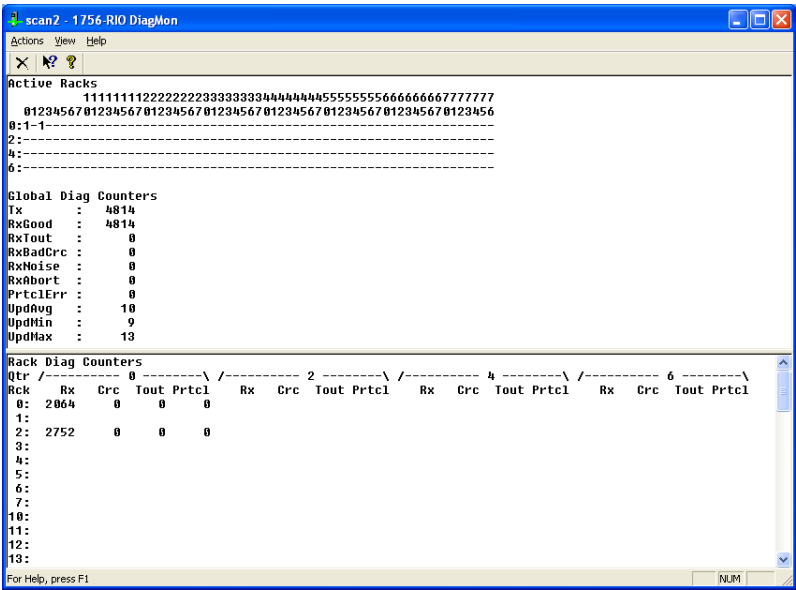 scan2 - 1756-RIO DiagMon
Actions View Help
Active Racks
          11111111222222223333333344444444555555556666666677777777
  012345670123456701234567012345670123456701234567012345670123456
0:1-1------------------------------------------------------------
2:---------------------------------------------------------------
4:---------------------------------------------------------------
6:---------------------------------------------------------------
Global Diag Counters
Tx       :   4814
RxGood   :   4814
RxTout   :      0
RxBadCrc :      0
RxNoise  :      0
RxAbort  :      0
PrtclErr :      0
UpdAvg   :     10
UpdMin   :      9
UpdMax   :     13
Rack Diag Counters
Qtr /---------- 0 --------\ /---------- 2 --------\ /---------- 4 --------\ /---------- 6 --------\
Rck    Rx   Crc  Tout Prtcl    Rx   Crc  Tout Prtcl    Rx   Crc  Tout Prtcl    Rx   Crc  Tout Prtcl
0:  2064     0    0     0
1:
2:  2752     0    0     0
3:
4:
5:
6:
7:
10:
11:
12:
13:
For Help, press F1 NUM